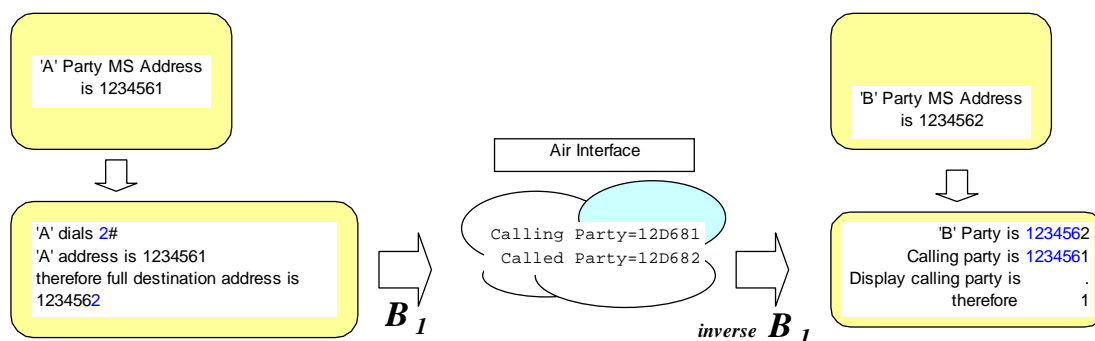 'A' Party MS Address
is 1234561
'B' Party MS Address
is 1234562
Air Interface
'A' dials 2#
'A' address is 1234561
therefore full destination address is
1234562
B 1
Calling Party=12D681
Called Party=12D682
inverse B 1
'B' Party is 1234562
Calling party is 1234561
Display calling party is .
therefore 1